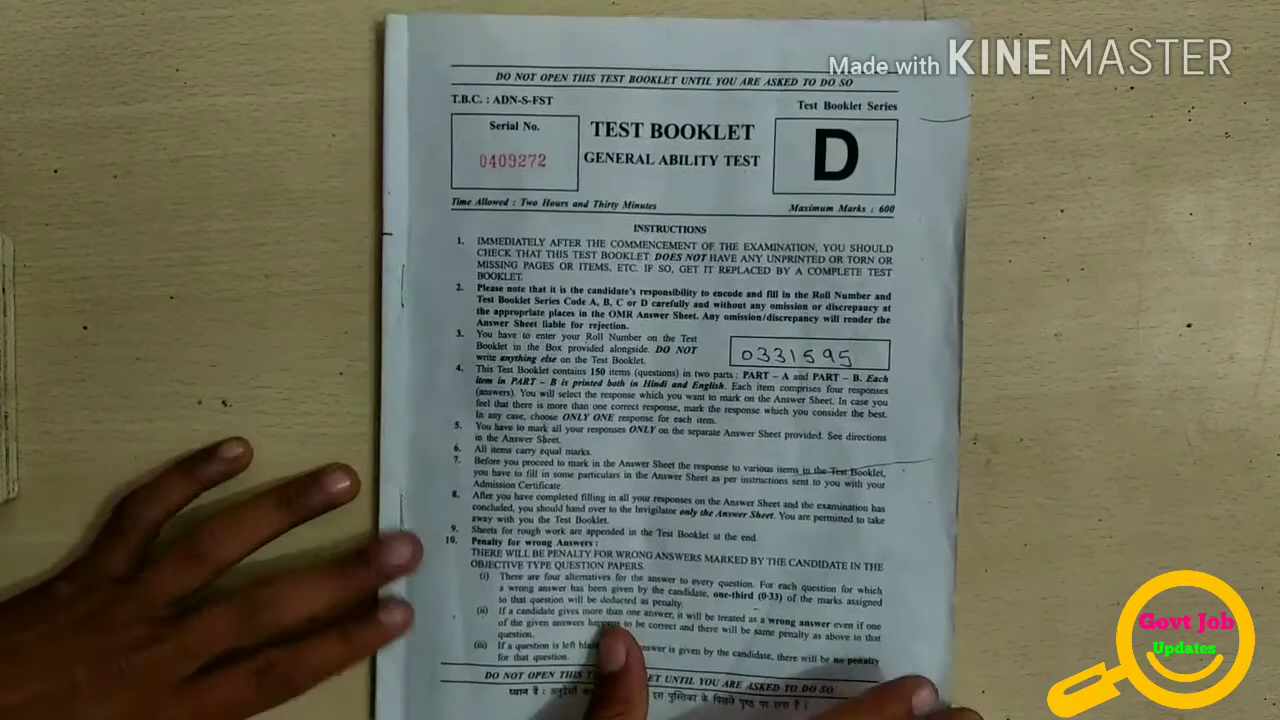 Made with KINEMASTER
DO NOT OPEN THIS TEST BOOKLET UNTIL YOU ARE ASKED TO DO SO
T.B.C. : ADN-S-FST
Test Booklet Series
Serial No.
0409272
TEST BOOKLET
GENERAL ABILITY TEST
D
Time Allowed : Two Hours and Thirty Minutes
Maximum Marks : 600
INSTRUCTIONS
1. IMMEDIATELY AFTER THE COMMENCEMENT OF THE EXAMINATION, YOU SHOULD
CHECK THAT THIS TEST BOOKLET DOES NOT HAVE ANY UNPRINTED OR TORN OR
MISSING PAGES OR ITEMS, ETC. IF SO, GET IT REPLACED BY A COMPLETE TEST
BOOKLET.
2. Please note that it is the candidate's responsibility to encode and fill in the Roll Number and
Test Booklet Series Code A, B, C or D carefully and without any omission or discrepancy at
the appropriate places in the OMR Answer Sheet. Any omission/discrepancy will render the
Answer Sheet liable for rejection.
3. You have to enter your Roll Number on the Test
Booklet in the Box provided alongside. DO NOT
write anything else on the Test Booklet.
0331595
4. This Test Booklet contains 150 items (questions) in two parts : PART – A and PART – B. Each
item in PART – B is printed both in Hindi and English. Each item comprises four responses
(answers). You will select the response which you want to mark on the Answer Sheet. In case you
feel that there is more than one correct response, mark the response which you consider the best.
In any case, choose ONLY ONE response for each item.
5. You have to mark all your responses ONLY on the separate Answer Sheet provided. See directions
in the Answer Sheet.
6. All items carry equal marks.
7. Before you proceed to mark in the Answer Sheet the response to various items in the Test Booklet,
you have to fill in some particulars in the Answer Sheet as per instructions sent to you with your
Admission Certificate.
8. After you have completed filling in all your responses on the Answer Sheet and the examination has
concluded, you should hand over to the Invigilator only the Answer Sheet. You are permitted to take
away with you the Test Booklet.
9. Sheets for rough work are appended in the Test Booklet at the end.
10. Penalty for wrong Answers :
THERE WILL BE PENALTY FOR WRONG ANSWERS MARKED BY THE CANDIDATE IN THE
OBJECTIVE TYPE QUESTION PAPERS.
(i) There are four alternatives for the answer to every question. For each question for which
a wrong answer has been given by the candidate, one-third (0·33) of the marks assigned
to that question will be deducted as penalty.
(ii) If a candidate gives more than one answer, it will be treated as a wrong answer even if one
of the given answers happens to be correct and there will be same penalty as above to that
question.
(iii) If a question is left answer is given by the candidate, there will be no penalty
for that question.
DO NOT OPEN THIS UNTIL YOU ARE ASKED TO DO SO
ध्यान दें : इस पुस्तिका के पिछले पृष्ठ पर छपा है ।
Govt Job
Updates